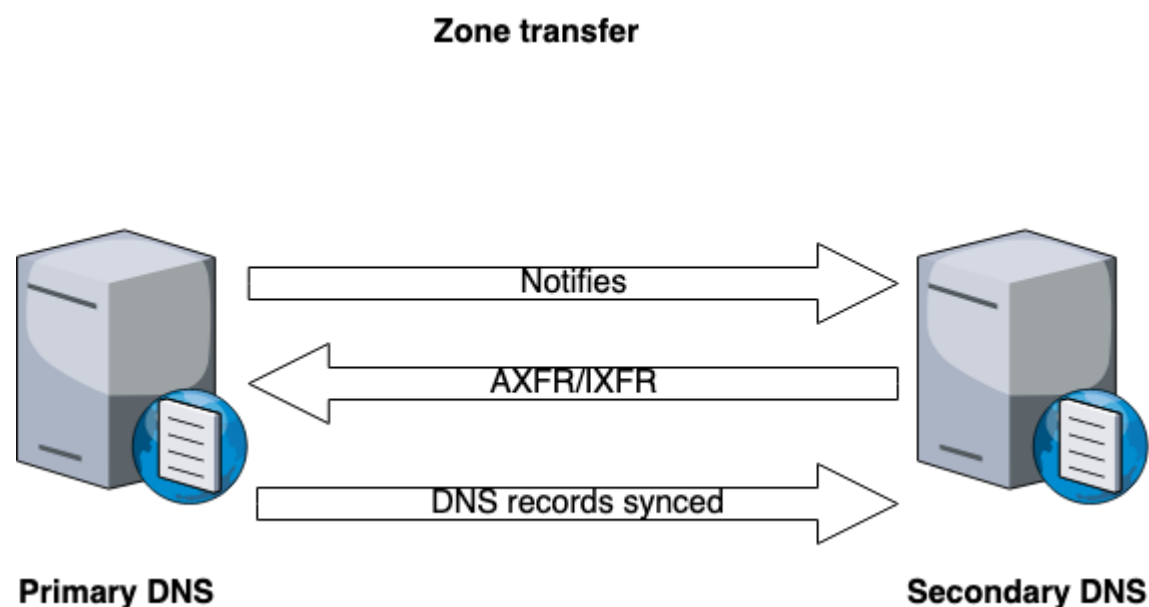 Zone transfer
Notifies
AXFR/IXFR
DNS records synced
Primary DNS
Secondary DNS